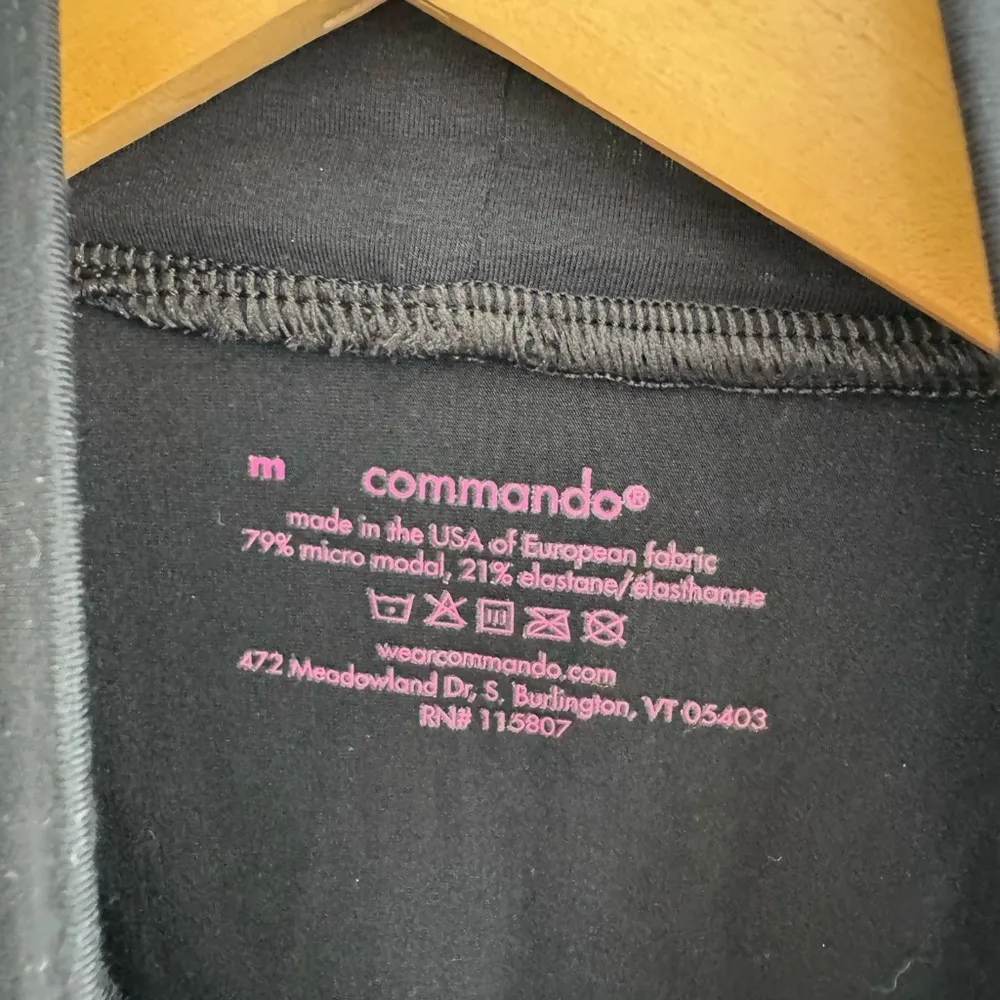 m commando®
made in the USA of European fabric
79% micro modal, 21% elastane/élasthanne
wearcommando.com
472 Meadowland Dr, S. Burlington, VT 05403
RN# 115807